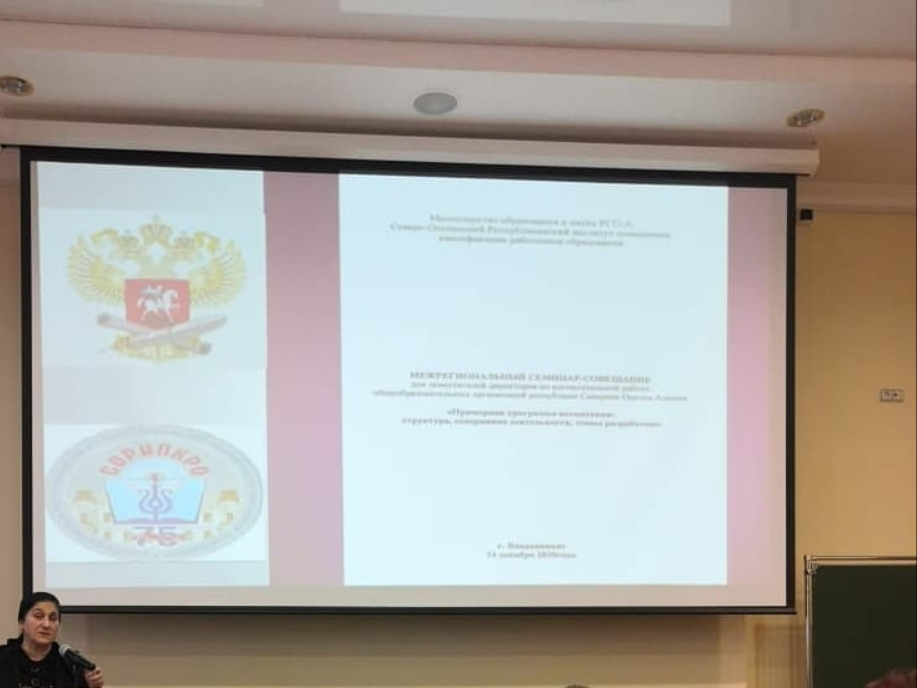 Министерство образования и науки РСО-А
Северо-Осетинский Республиканский институт повышения
квалификации работников образования
СОРИПКРО
75
МЕЖРЕГИОНАЛЬНЫЙ СЕМИНАР-СОВЕЩАНИЕ
для заместителей директоров по воспитательной работе
общеобразовательных организаций республики Северная Осетия-Алания
«Примерная программа воспитания:
структура, содержание деятельности, этапы разработки»
г. Владикавказ
24 декабря 2020года